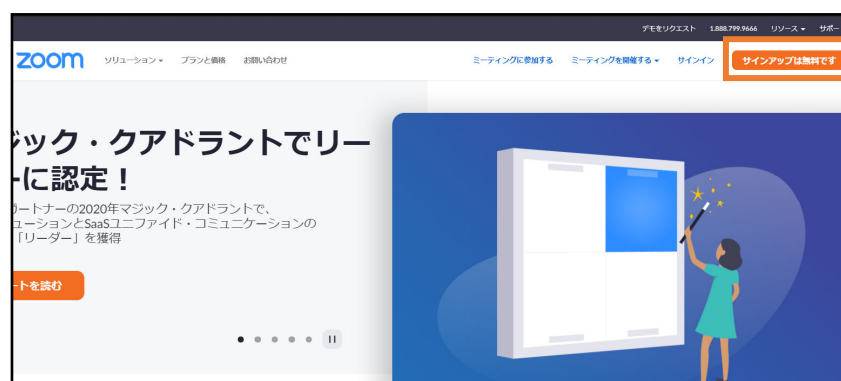 デモをリクエスト 1.888.799.9666 リソース サポー
zoom ソリューション プランと価格 お問い合わせ ミーティングに参加する ミーティングを開催する サインイン サインアップは無料です
ジック・クアドラントでリー
ーに認定！
ガートナーの2020年マジック・クアドラントで、
ューションとSaaSユニファイド・コミュニケーションの
「リーダー」を獲得
ートを読む